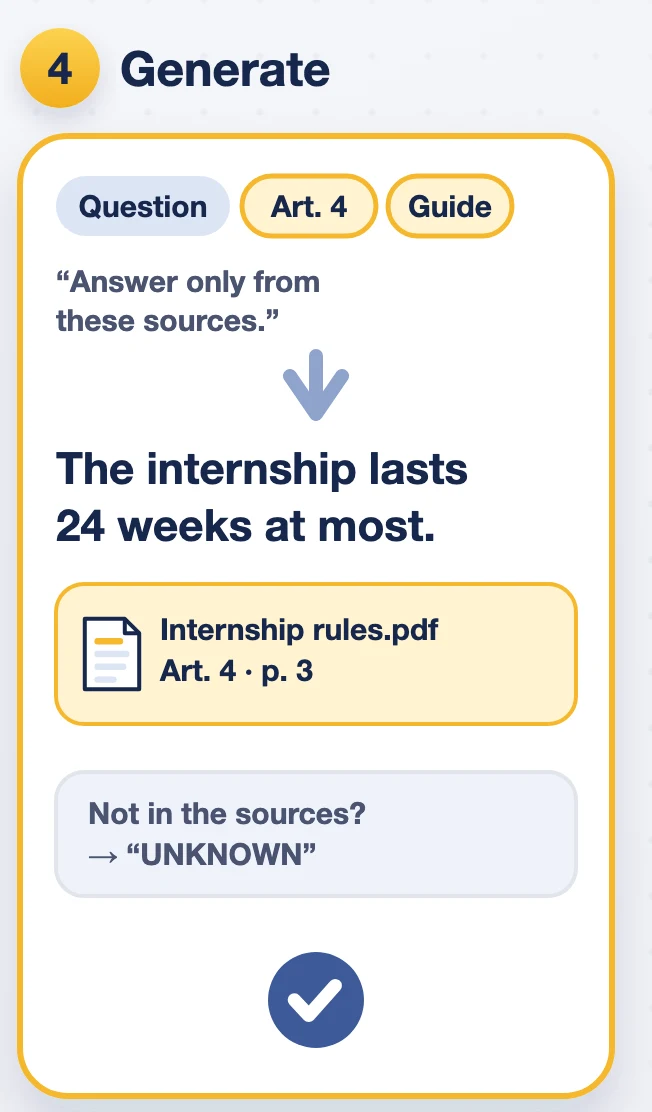 4 Generate
Question Art. 4 Guide
“Answer only from
these sources.”
The internship lasts
24 weeks at most.
Internship rules.pdf
Art. 4 · p. 3
Not in the sources?
→ “UNKNOWN”